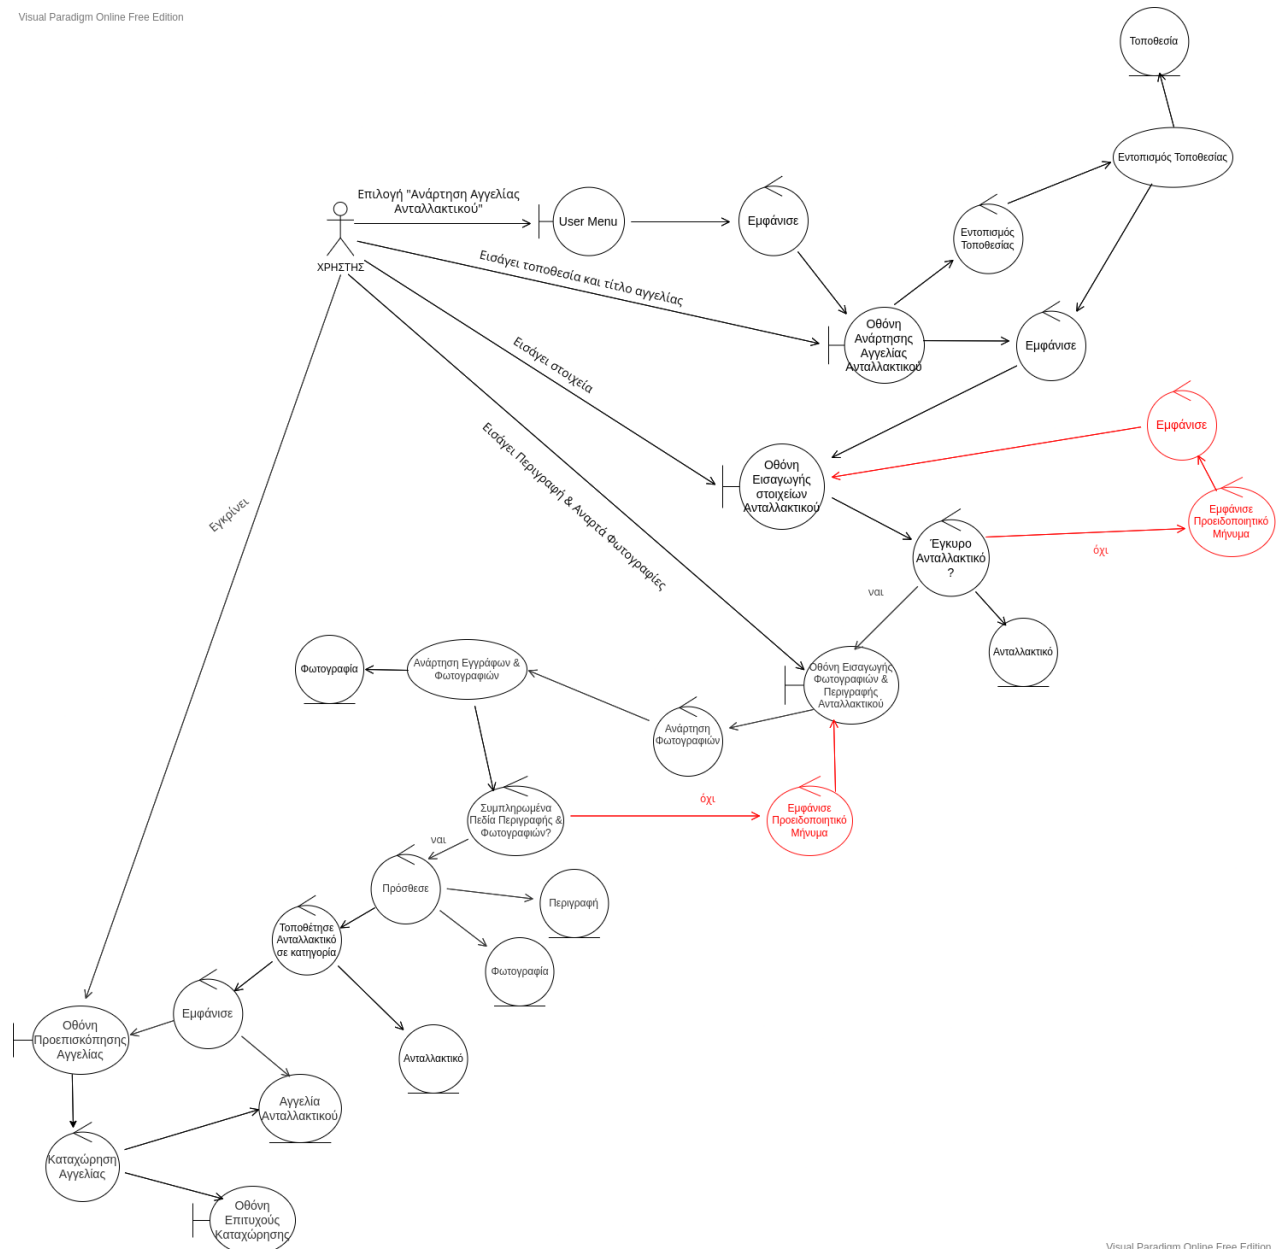 Visual Paradigm Online Free Edition
Τοποθεσία
Εντοπισμός Τοποθεσίας
Επιλογή "Ανάρτηση Αγγελίας
Ανταλλακτικού"
User Menu
Εμφάνισε
Εντοπισμός
Τοποθεσίας
ΧΡΗΣΤΗΣ
Εισάγει τοποθεσία και τίτλο αγγελίας
Οθόνη
Ανάρτησης
Αγγελίας
Ανταλλακτικού
Εμφάνισε
Εισάγει στοιχεία
Εμφάνισε
Εισάγει Περιγραφή & Αναρτά Φωτογραφίες
Οθόνη
Εισαγωγής
στοιχείων
Ανταλλακτικού
Εμφάνισε
Προειδοποιητικό
Μήνυμα
Εγκρίνει
Έγκυρο
Ανταλλακτικό
?
όχι
ναι
Ανταλλακτικό
Φωτογραφία
Ανάρτηση Εγγράφων &
Φωτογραφιών
Οθόνη Εισαγωγής
Φωτογραφιών &
Περιγραφής
Ανταλλακτικού
Ανάρτηση
Φωτογραφιών
όχι
Συμπληρωμένα
Πεδία Περιγραφής &
Φωτογραφιών?
Εμφάνισε
Προειδοποιητικό
Μήνυμα
ναι
Πρόσθεσε
Περιγραφή
Τοποθέτησε
Ανταλλακτικό
σε κατηγορία
Φωτογραφία
Εμφάνισε
Οθόνη
Προεπισκόπησης
Αγγελίας
Ανταλλακτικό
Αγγελία
Ανταλλακτικού
Καταχώρηση
Αγγελίας
Οθόνη
Επιτυχούς
Καταχώρησης
Visual Paradigm Online Free Edition